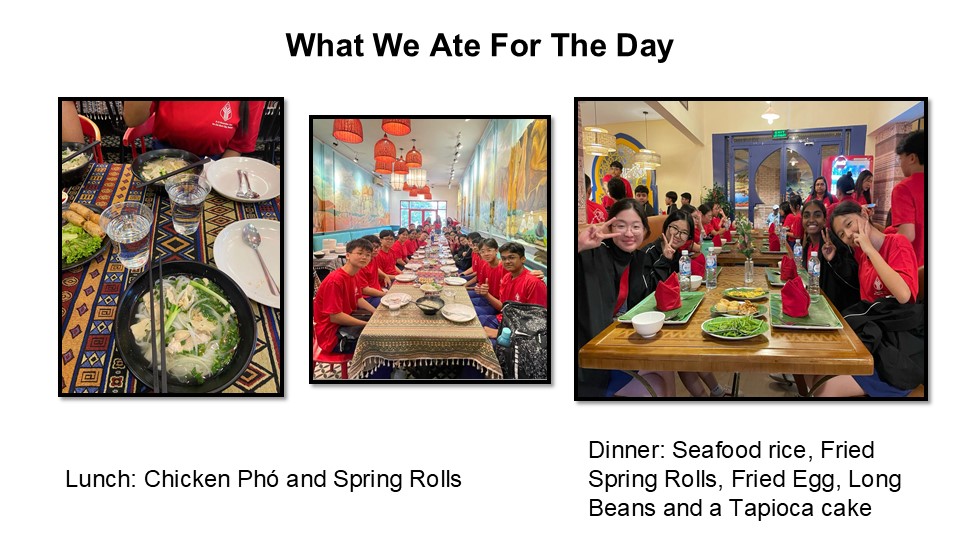 What We Ate For The Day
Lunch: Chicken Phó and Spring Rolls
Dinner: Seafood rice, Fried
Spring Rolls, Fried Egg, Long
Beans and a Tapioca cake